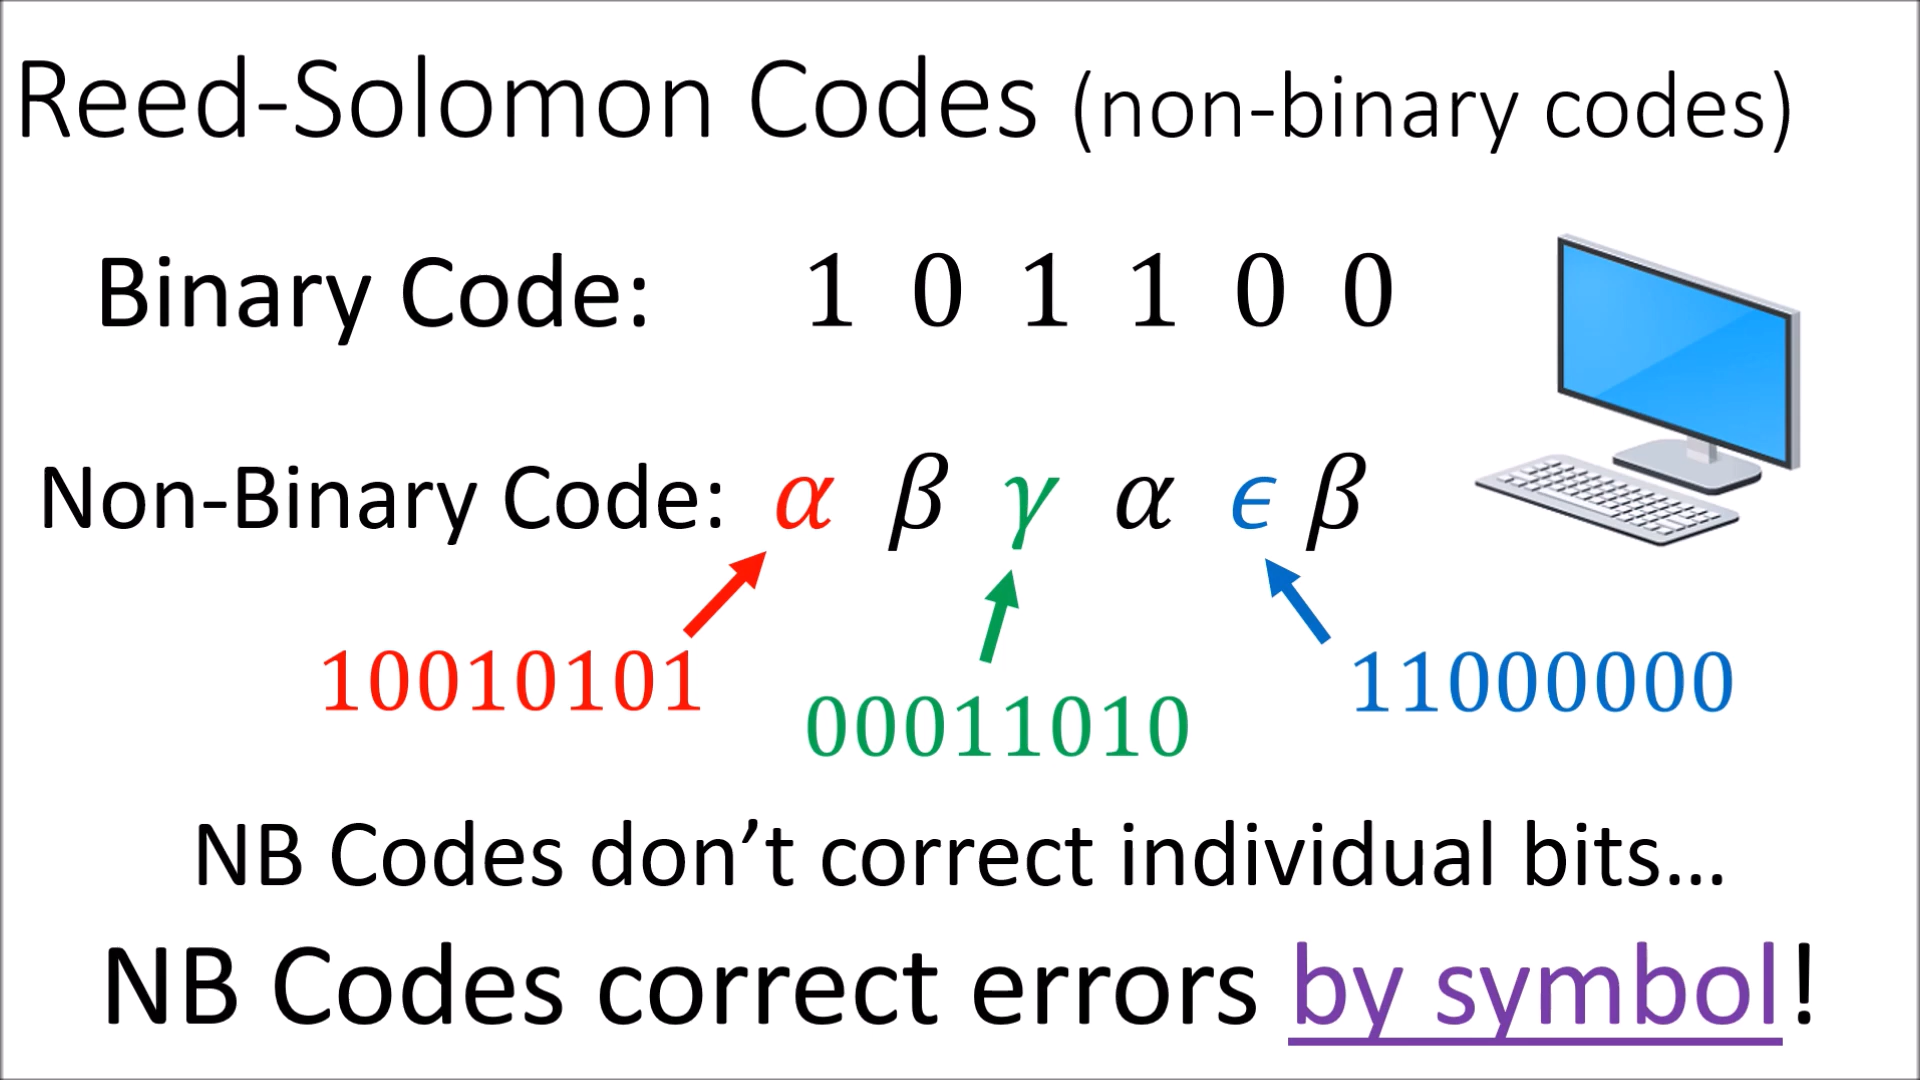 Reed-Solomon Codes (non-binary codes)
Binary Code: 1 0 1 1 0 0
Non-Binary Code: α β γ α ϵ β
10010101
00011010
11000000
NB Codes don’t correct individual bits…
NB Codes correct errors by symbol!